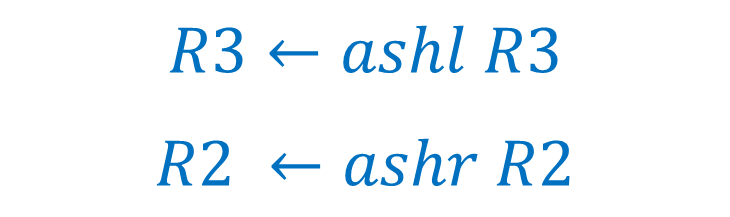 R3 ← ashl R3
R2 ← ashr R2